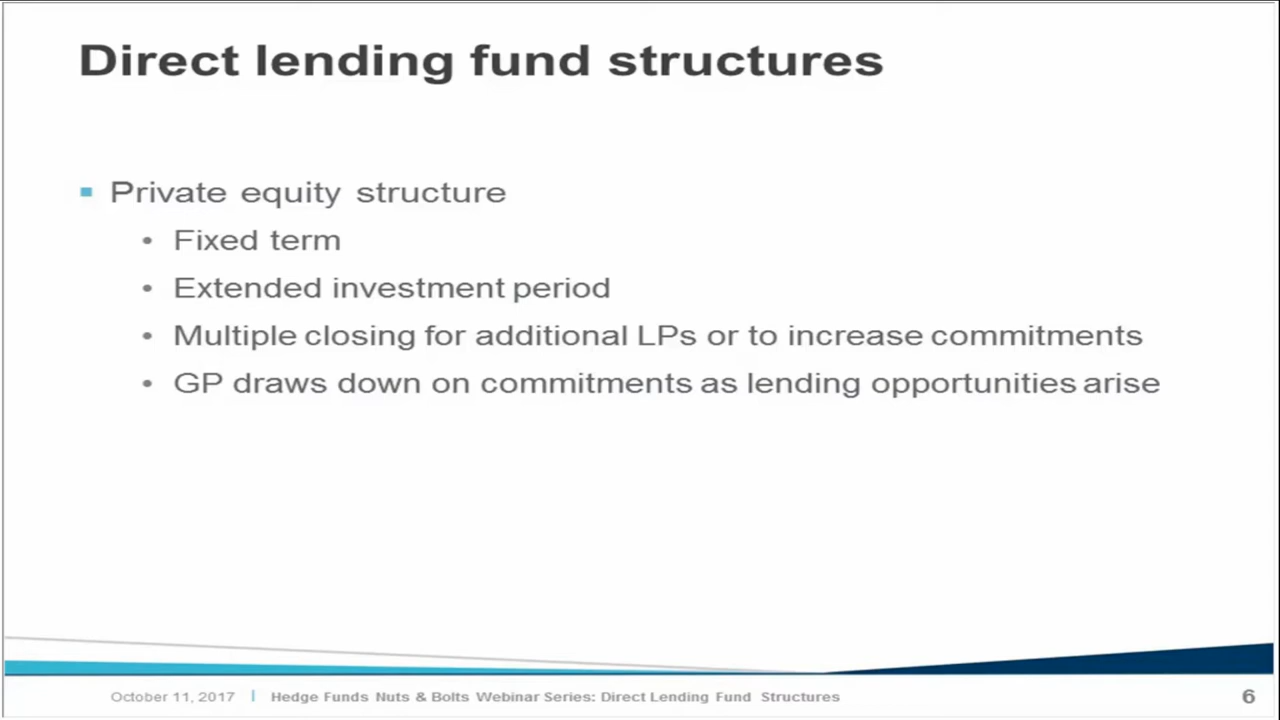 Direct lending fund structures
Private equity structure
• Fixed term
• Extended investment period
• Multiple closing for additional LPs or to increase commitments
• GP draws down on commitments as lending opportunities arise
October 11, 2017 | Hedge Funds Nuts & Bolts Webinar Series: Direct Lending Fund Structures 6